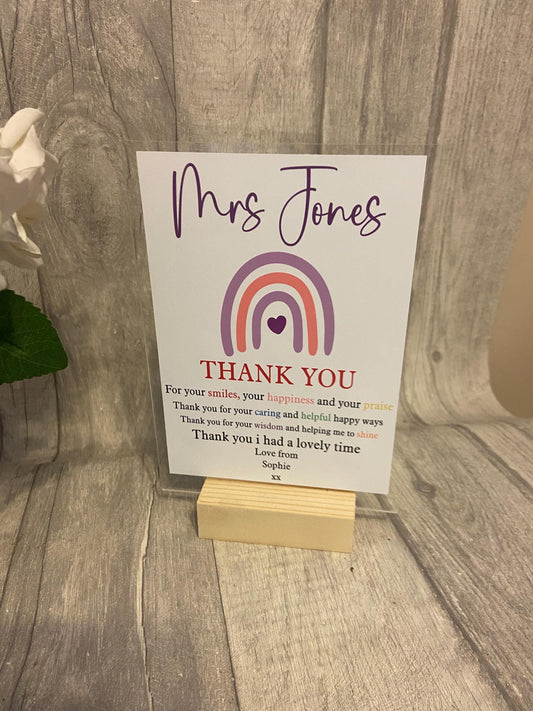 Mrs Jones
THANK YOU
For your smiles, your happiness and your praise
Thank you for your caring and helpful happy ways
Thank you for your wisdom and helping me to shine
Thank you i had a lovely time
Love from
Sophie
xx